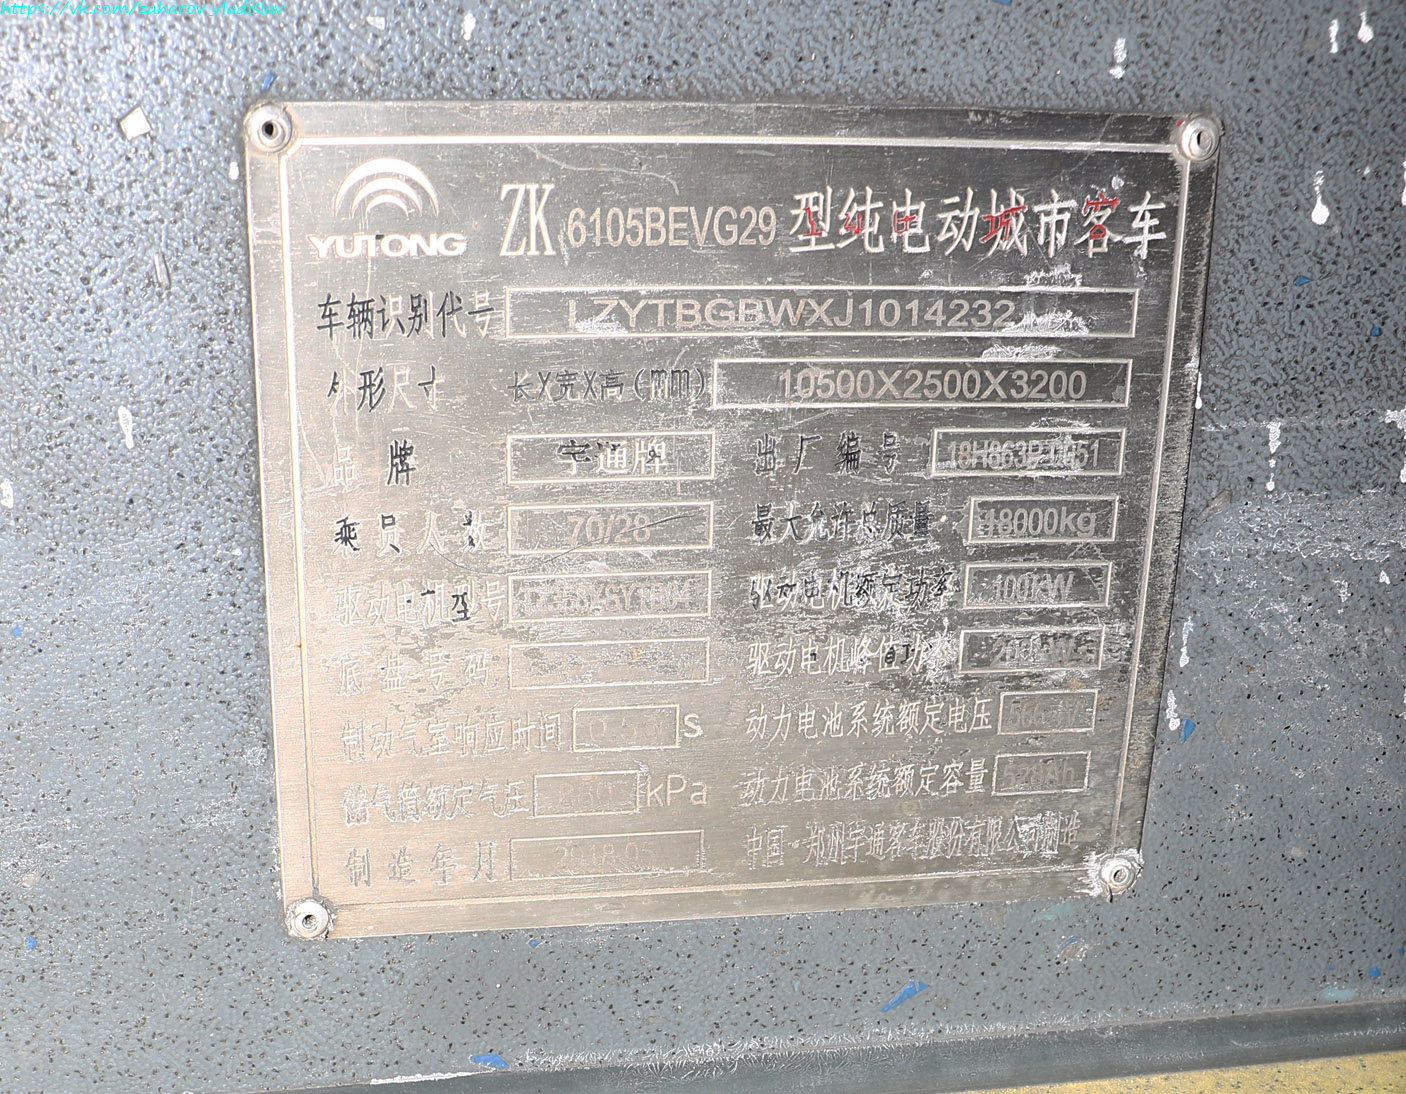 https://vk.com/zaharov_vladislav
YUTONG
ZK6105BEVG29型纯电动城市客车
车辆识别代号 LZYTBGBWXJ1014232
外形尺寸 长X宽X高(mm) 10500X2500X3200
品牌 宇通牌 出厂编号
乘员人数 70/28 最大允许总质量 18000kg
驱动电机型号 驱动电机额定功率 100kW
底盘号码 驱动电机峰值功率
制动气室响应时间 S 动力电池系统额定电压
储气筒额定气压 kPa 动力电池系统额定容量
制造年月 2018.05 中国·郑州宇通客车股份有限公司制造